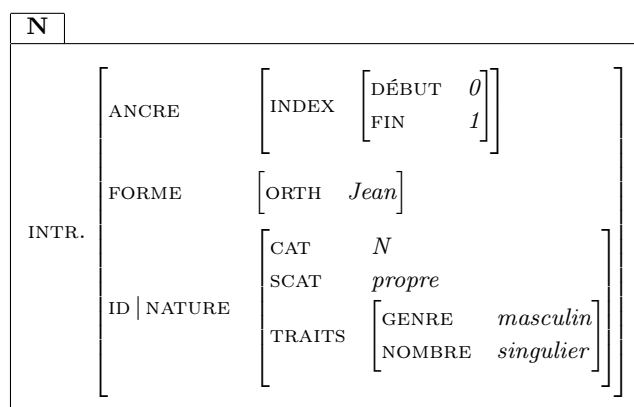 N
DÉBUT 0
ANCRE INDEX
FIN 1
FORME ORTH Jean
CAT N
INTR.
SCAT propre
ID | NATURE
GENRE masculin
TRAITS
NOMBRE singulier